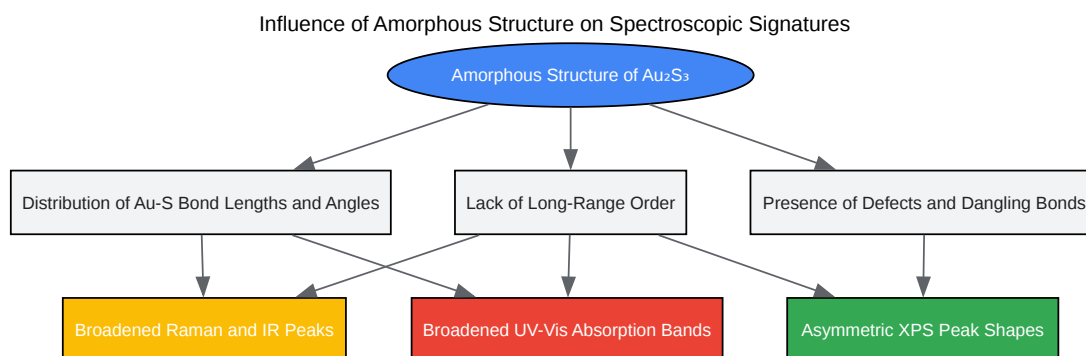 Influence of Amorphous Structure on Spectroscopic Signatures
Amorphous Structure of Au₂S₃
Distribution of Au-S Bond Lengths and Angles
Lack of Long-Range Order
Presence of Defects and Dangling Bonds
Broadened Raman and IR Peaks
Broadened UV-Vis Absorption Bands
Asymmetric XPS Peak Shapes